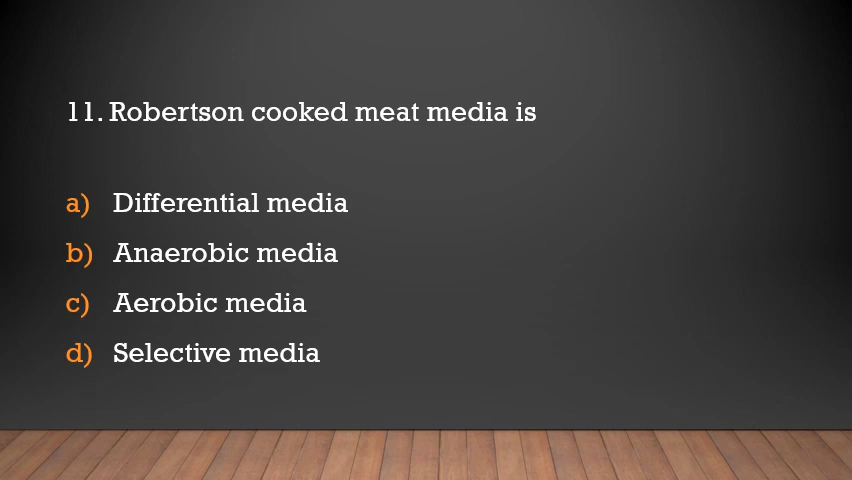 11. Robertson cooked meat media is
a) Differential media
b) Anaerobic media
c) Aerobic media
d) Selective media